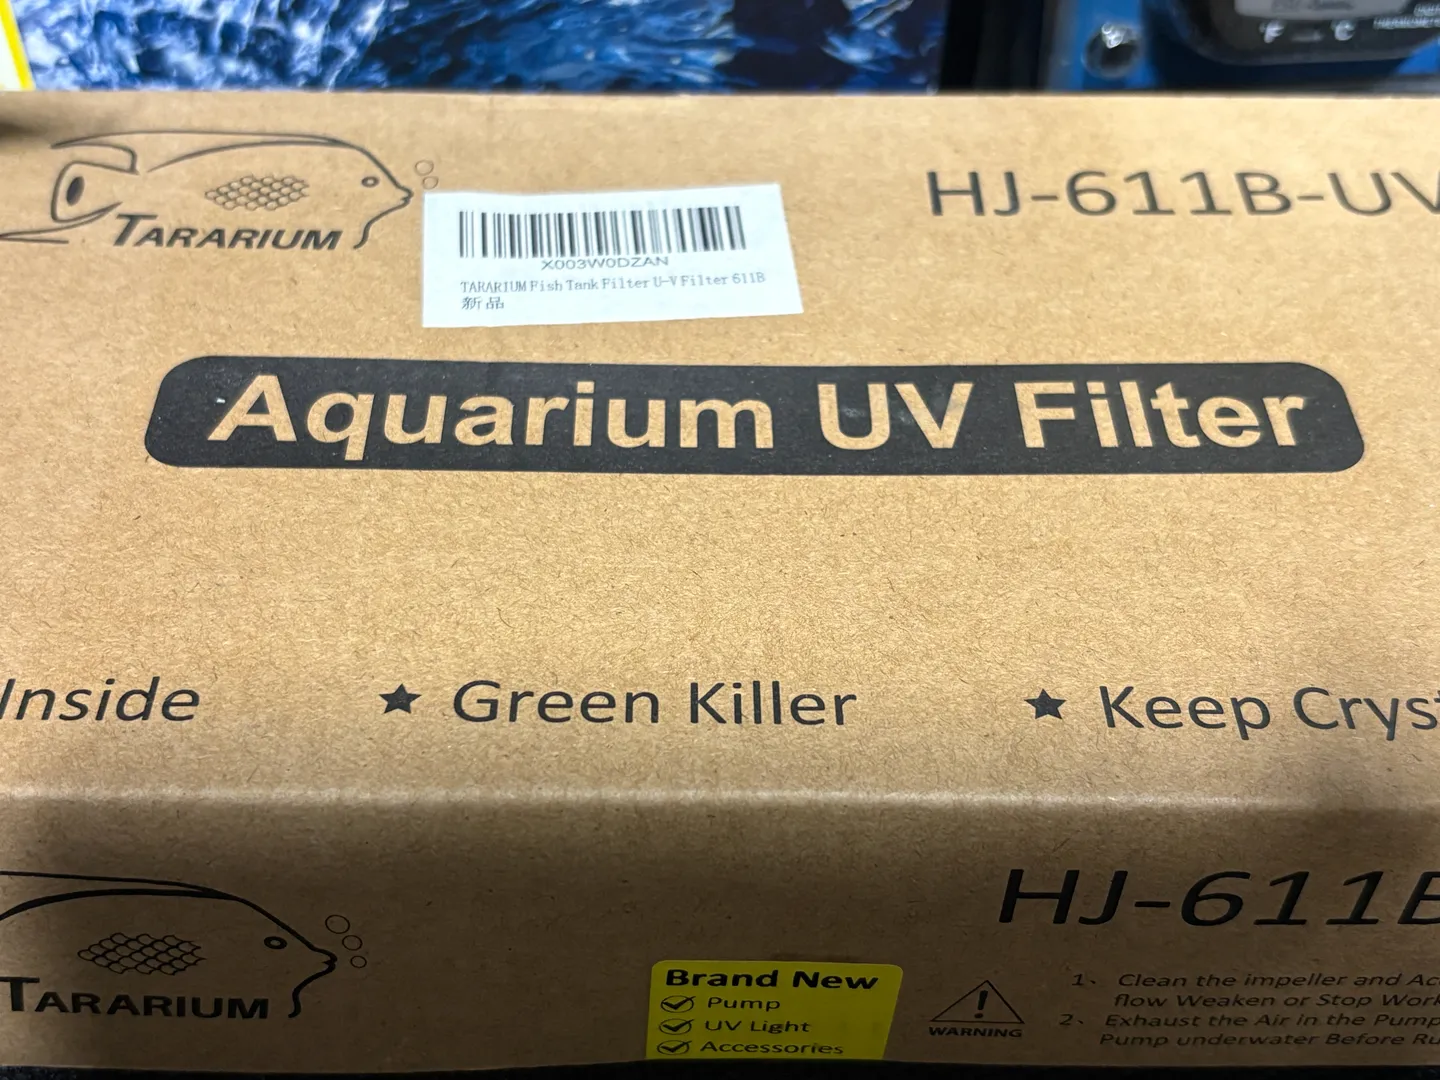 °F °C
TARARIUM
HJ-611B-UV
X003W0DZAN
TARARIUM Fish Tank Filter U-V Filter 611B
新品
Aquarium UV Filter
Inside
★ Green Killer
★ Keep Cryst
TARARIUM
HJ-611B
Brand New
Pump
UV Light
Accessories
WARNING
1、 Clean the impeller and Ac
flow Weaken or Stop Work
2、 Exhaust the Air in the Pump
Pump underwater Before Ru